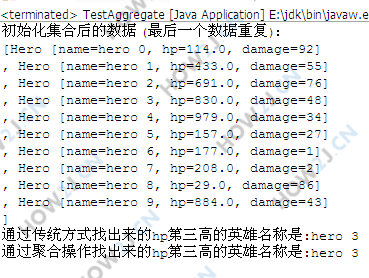 <terminated> TestAggregate [Java Application] E:\jdk\bin\javaw.e
初始化集合后的数据 (最后一个数据重复):
[Hero [name=hero 0, hp=114.0, damage=92]
, Hero [name=hero 1, hp=433.0, damage=55]
, Hero [name=hero 2, hp=691.0, damage=76]
, Hero [name=hero 3, hp=830.0, damage=48]
, Hero [name=hero 4, hp=979.0, damage=34]
, Hero [name=hero 5, hp=157.0, damage=27]
, Hero [name=hero 6, hp=177.0, damage=1]
, Hero [name=hero 7, hp=208.0, damage=2]
, Hero [name=hero 8, hp=29.0, damage=86]
, Hero [name=hero 9, hp=884.0, damage=43]
]
通过传统方式找出来的hp第三高的英雄名称是:hero 3
通过聚合操作找出来的hp第三高的英雄名称是:hero 3
HOW2J.CN